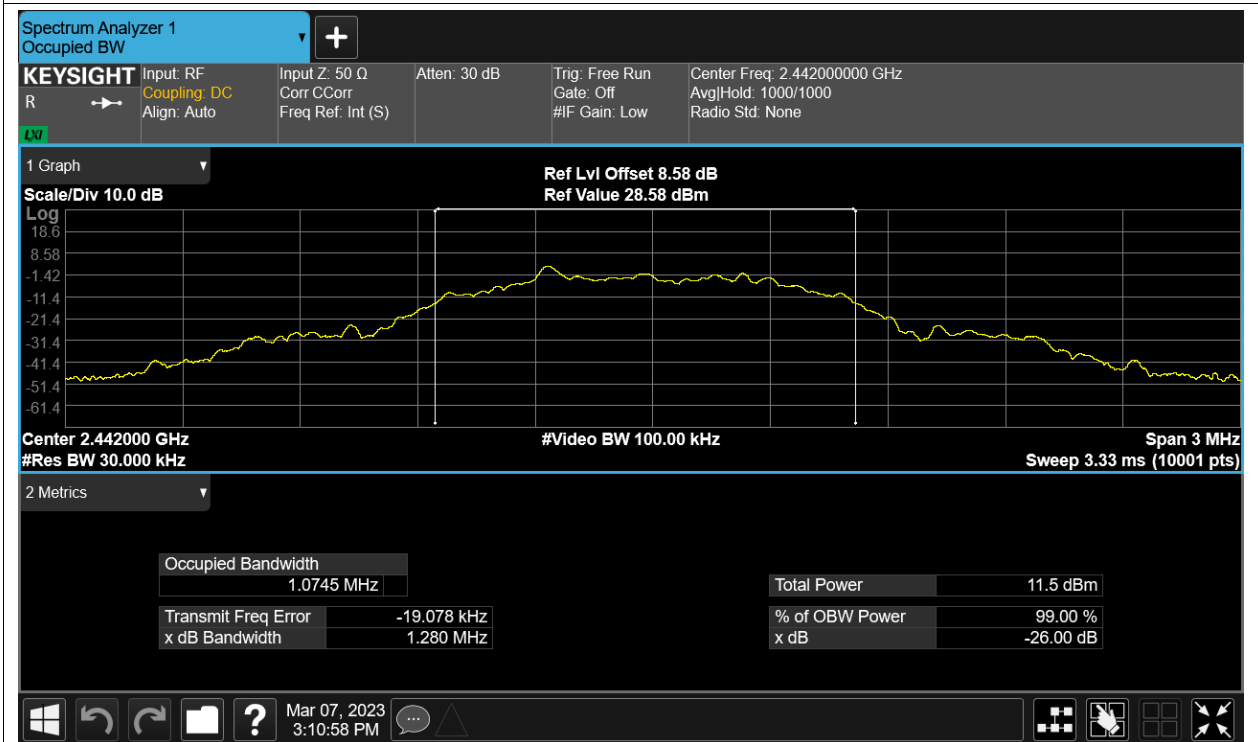 Spectrum Analyzer 1
Occupied BW
+
KEYSIGHT
R
LXI
Input: RF
Coupling: DC
Align: Auto
Input Z: 50 Ω
Corr CCorr
Freq Ref: Int (S)
Atten: 30 dB
Trig: Free Run
Gate: Off
#IF Gain: Low
Center Freq: 2.442000000 GHz
Avg|Hold: 1000/1000
Radio Std: None
1 Graph
Scale/Div 10.0 dB
Ref Lvl Offset 8.58 dB
Ref Value 28.58 dBm
Log
18.6
8.58
-1.42
-11.4
-21.4
-31.4
-41.4
-51.4
-61.4
Center 2.442000 GHz
#Res BW 30.000 kHz
#Video BW 100.00 kHz
Span 3 MHz
Sweep 3.33 ms (10001 pts)
2 Metrics
Occupied Bandwidth
1.0745 MHz
Transmit Freq Error -19.078 kHz
x dB Bandwidth 1.280 MHz
Total Power 11.5 dBm
% of OBW Power 99.00 %
x dB -26.00 dB
?
Mar 07, 2023
3:10:58 PM